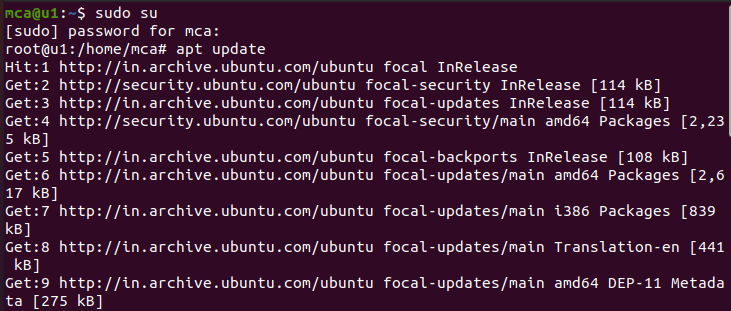 mca@u1:~$ sudo su
[sudo] password for mca:
root@u1:/home/mca# apt update
Hit:1 http://in.archive.ubuntu.com/ubuntu focal InRelease
Get:2 http://security.ubuntu.com/ubuntu focal-security InRelease [114 kB]
Get:3 http://in.archive.ubuntu.com/ubuntu focal-updates InRelease [114 kB]
Get:4 http://security.ubuntu.com/ubuntu focal-security/main amd64 Packages [2,23
5 kB]
Get:5 http://in.archive.ubuntu.com/ubuntu focal-backports InRelease [108 kB]
Get:6 http://in.archive.ubuntu.com/ubuntu focal-updates/main amd64 Packages [2,6
17 kB]
Get:7 http://in.archive.ubuntu.com/ubuntu focal-updates/main i386 Packages [839
kB]
Get:8 http://in.archive.ubuntu.com/ubuntu focal-updates/main Translation-en [441
 kB]
Get:9 http://in.archive.ubuntu.com/ubuntu focal-updates/main amd64 DEP-11 Metada
ta [275 kB]